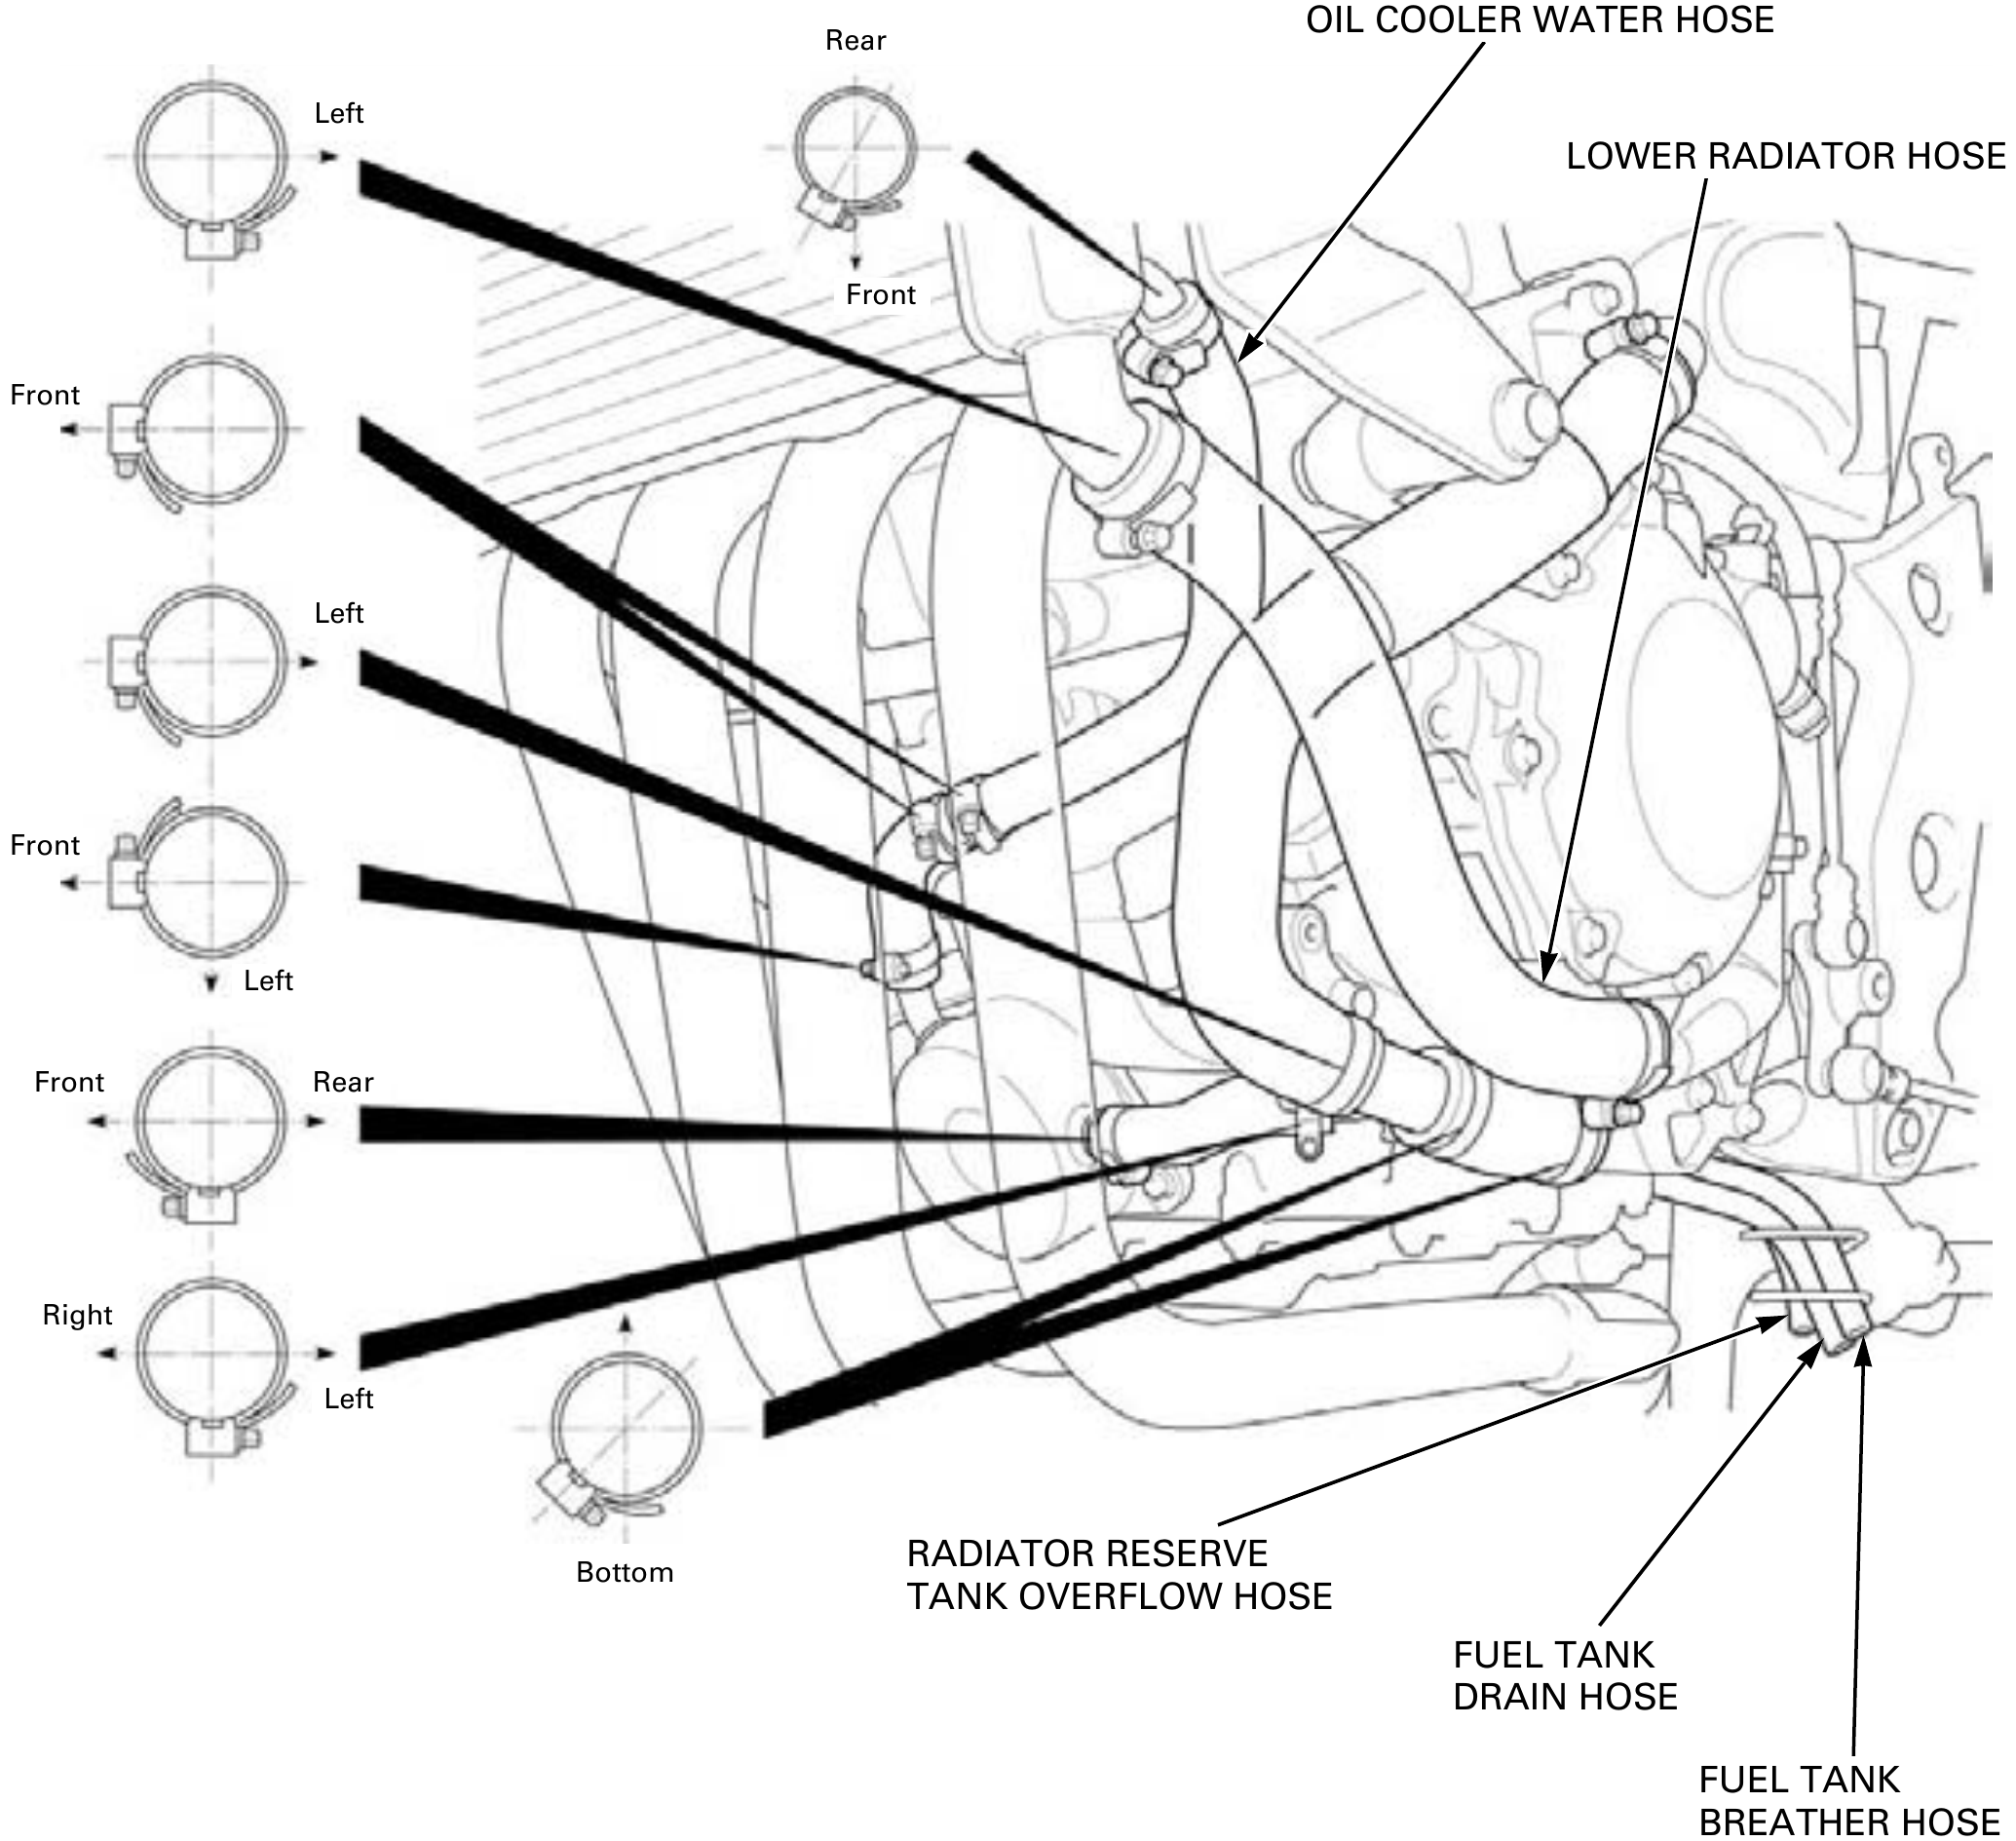 OIL COOLER WATER HOSE
Rear
Left
LOWER RADIATOR HOSE
Front
Front
Left
Front
Left
Front
Rear
Right
Left
RADIATOR RESERVE
TANK OVERFLOW HOSE
Bottom
FUEL TANK
DRAIN HOSE
FUEL TANK
BREATHER HOSE